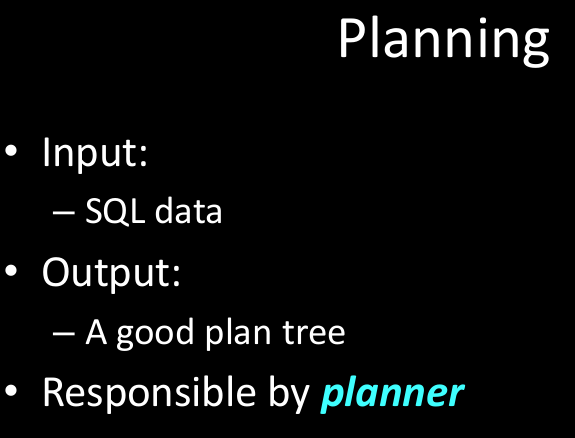 Planning
• Input:
– SQL data
• Output:
– A good plan tree
• Responsible by planner